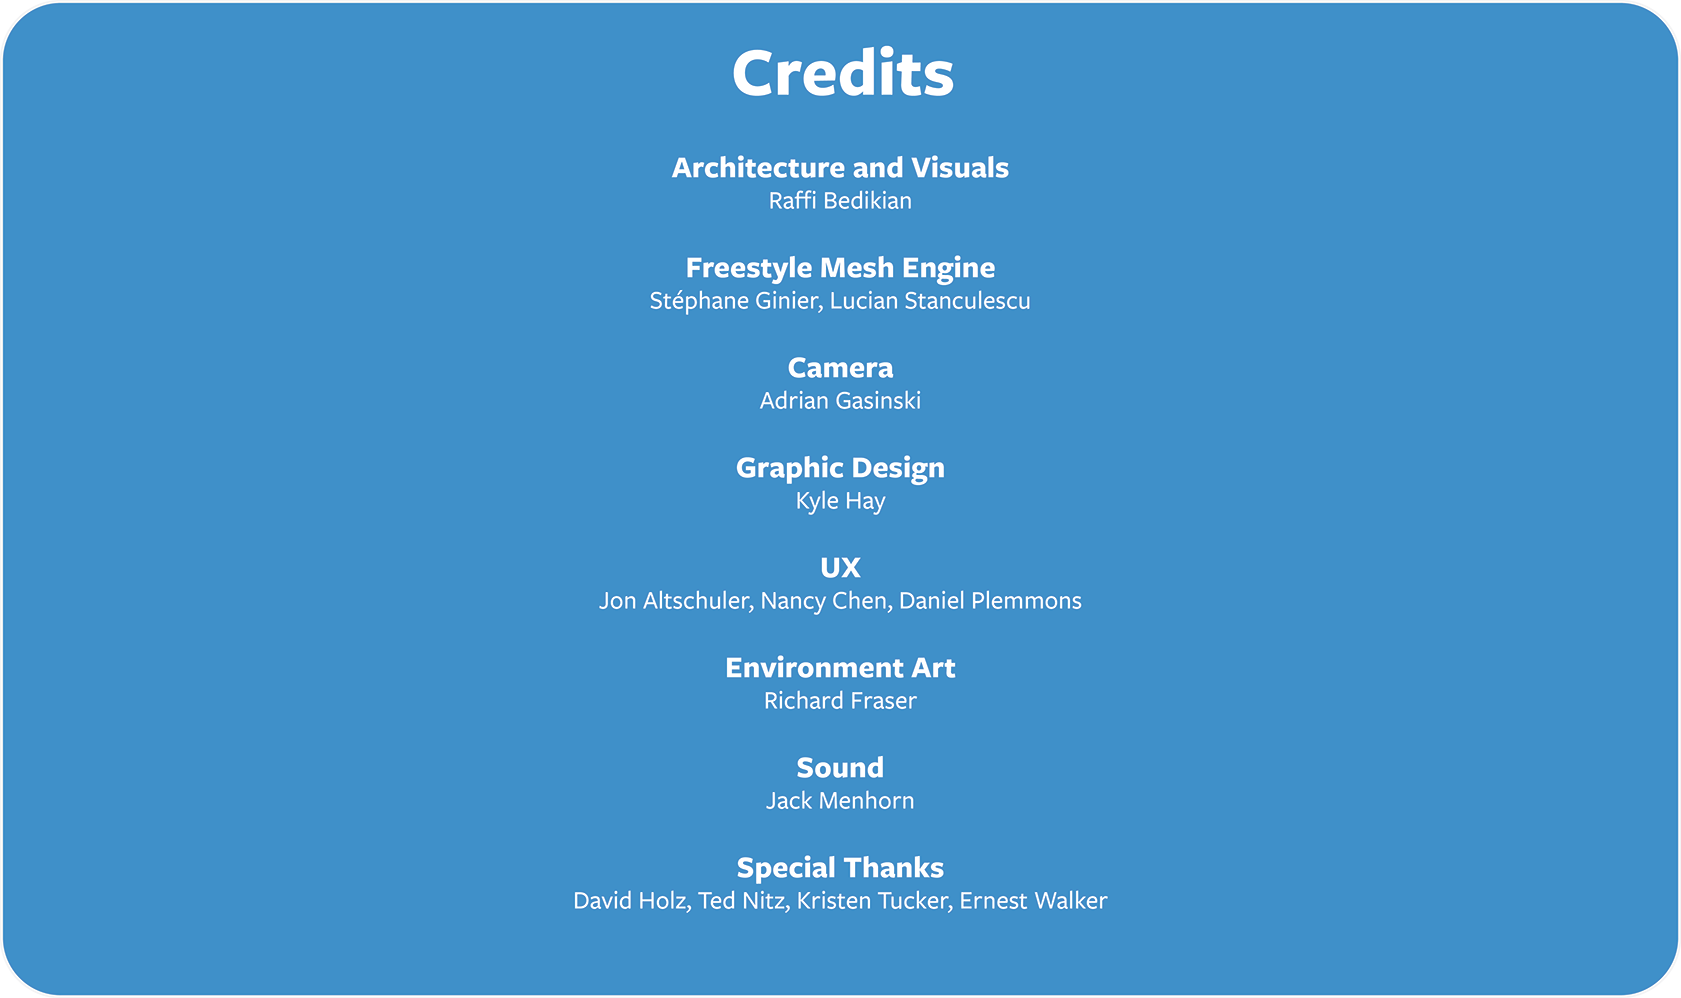 Credits
Architecture and Visuals
Raffi Bedikian
Freestyle Mesh Engine
Stéphane Ginier, Lucian Stanculescu
Camera
Adrian Gasinski
Graphic Design
Kyle Hay
UX
Jon Altschuler, Nancy Chen, Daniel Plemmons
Environment Art
Richard Fraser
Sound
Jack Menhorn
Special Thanks
David Holz, Ted Nitz, Kristen Tucker, Ernest Walker